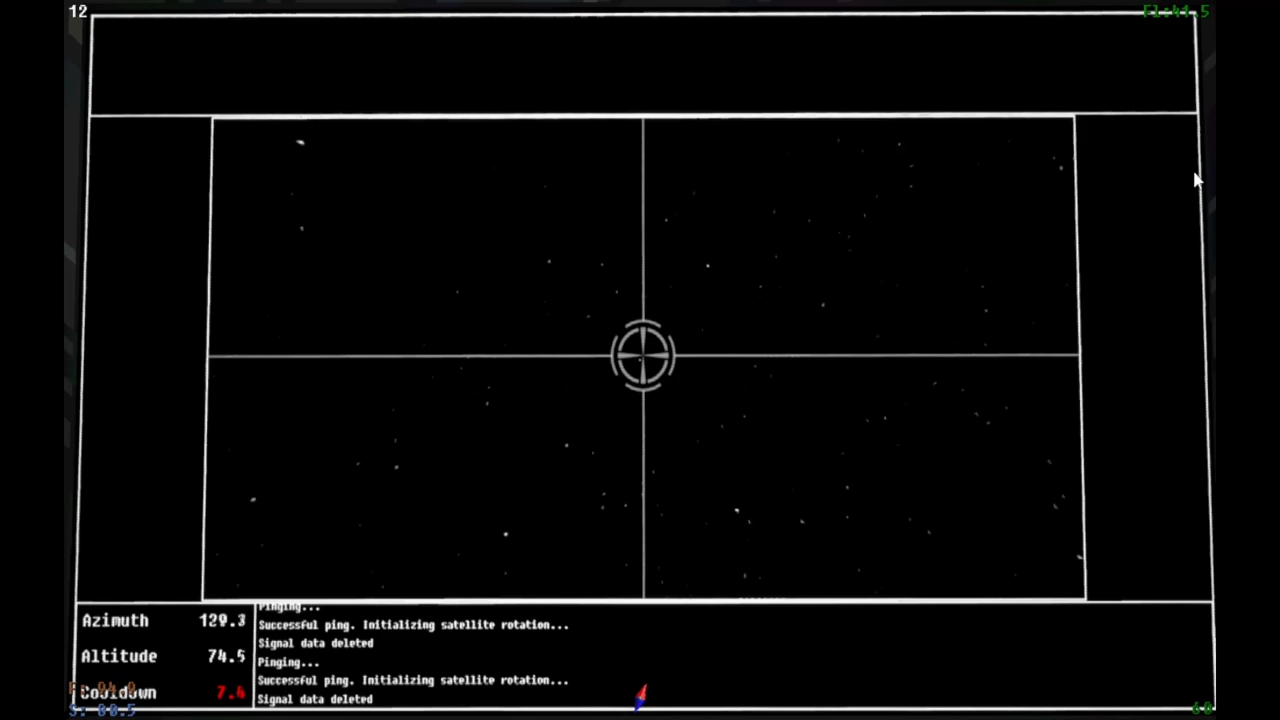 12
Azimuth 129.3
Altitude 74.5
Cooldown 7.4
Pinging...
Successful ping. Initializing satellite rotation...
Signal data deleted
Pinging...
Successful ping. Initializing satellite rotation...
Signal data deleted
60